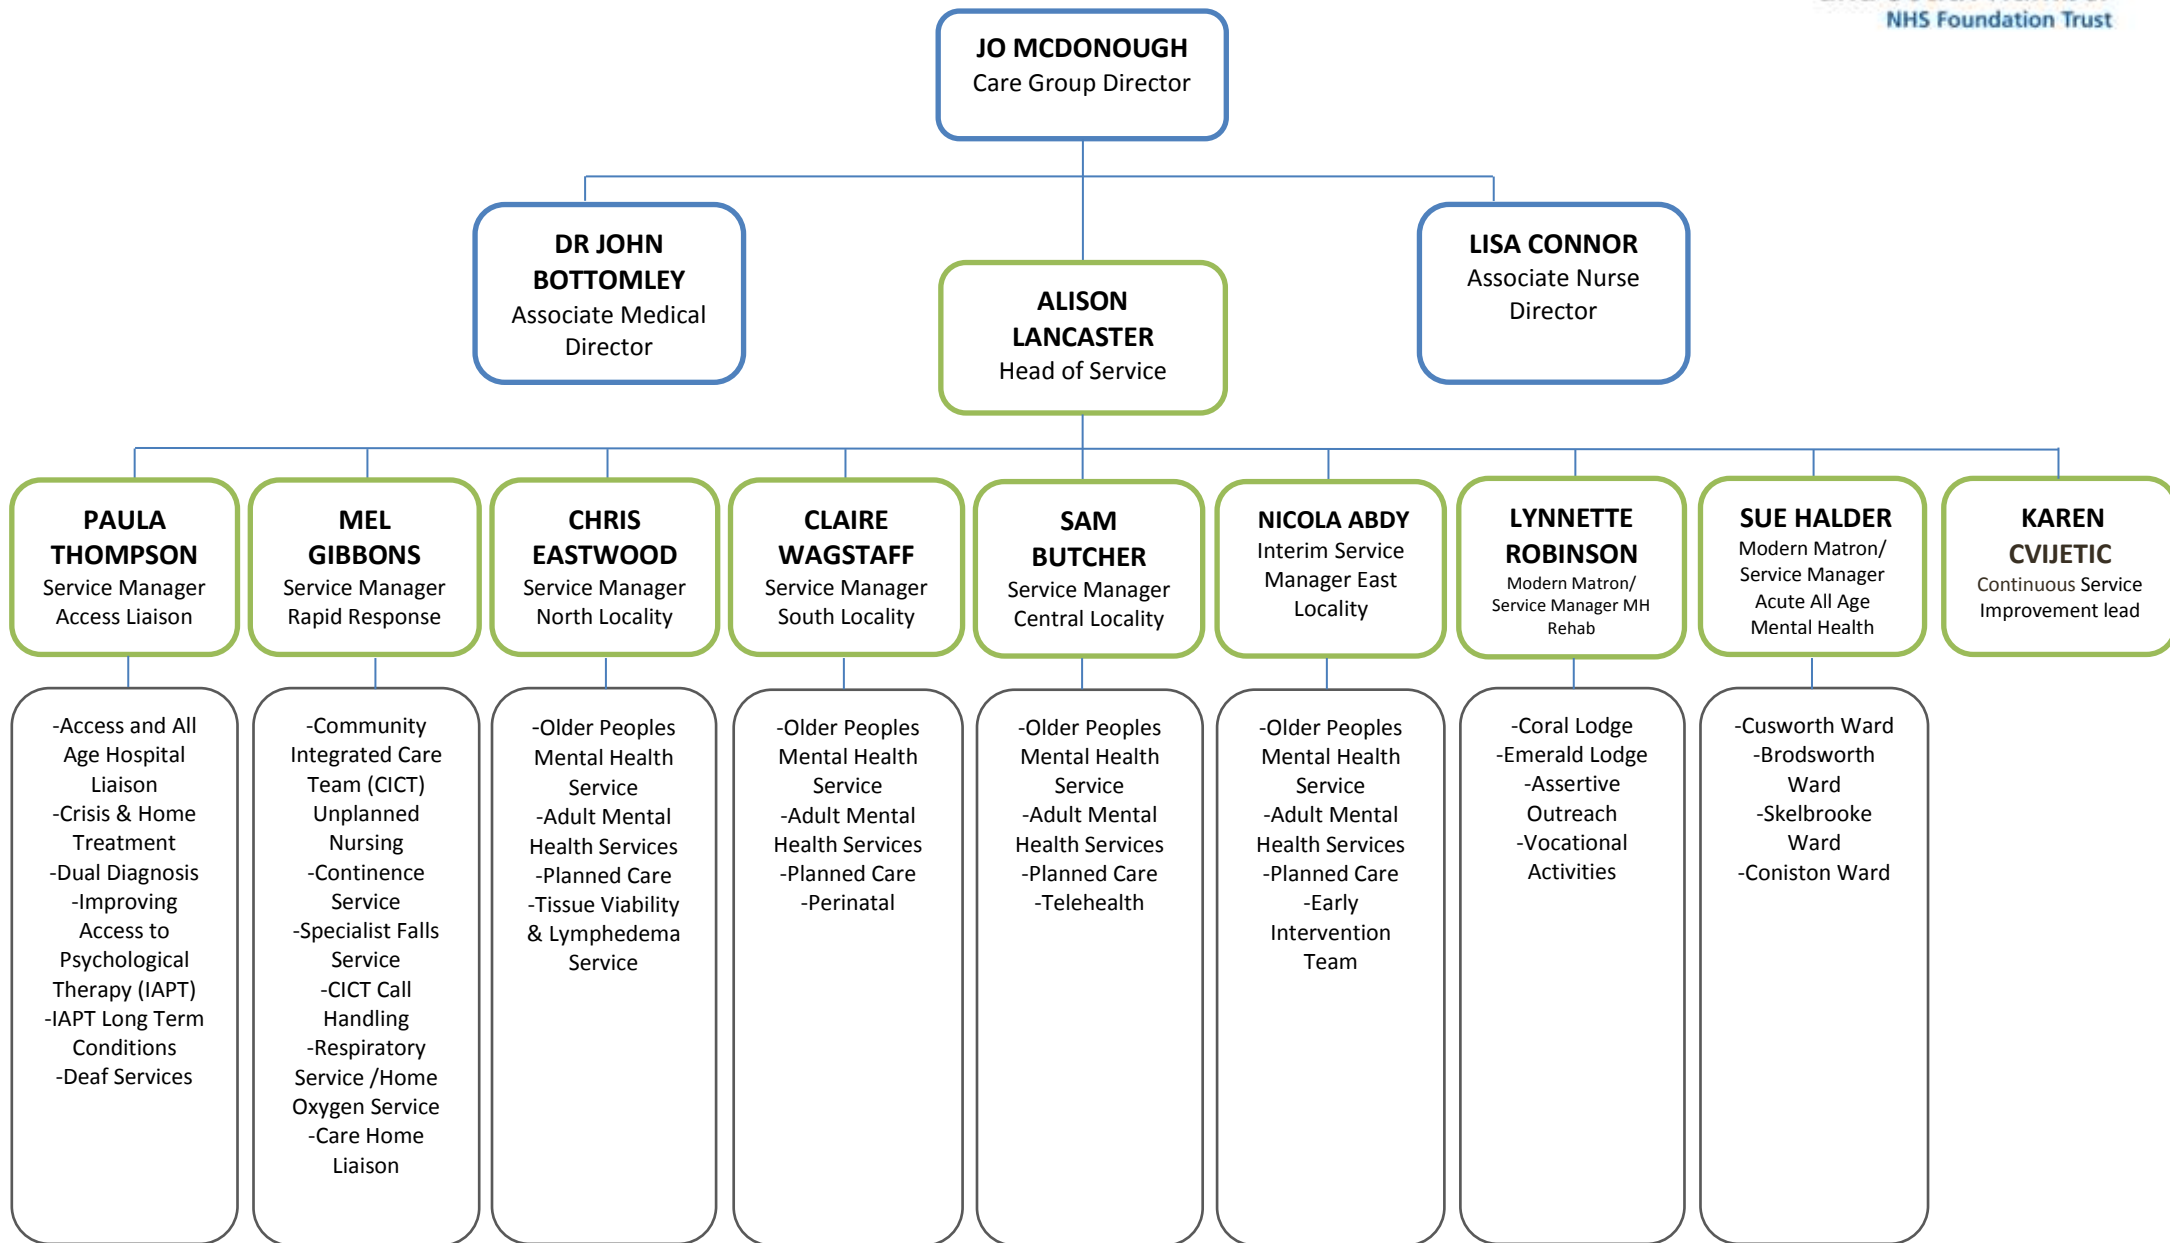 NHS Foundation Trust
JO MCDONOUGH
Care Group Director
DR JOHN
BOTTOMLEY
Associate Medical
Director
ALISON
LANCASTER
Head of Service
LISA CONNOR
Associate Nurse
Director
PAULA
THOMPSON
Service Manager
Access Liaison
MEL
GIBBONS
Service Manager
Rapid Response
CHRIS
EASTWOOD
Service Manager
North Locality
CLAIRE
WAGSTAFF
Service Manager
South Locality
SAM
BUTCHER
Service Manager
Central Locality
NICOLA ABDY
Interim Service
Manager East
Locality
LYNNETTE
ROBINSON
Modern Matron/
Service Manager MH
Rehab
SUE HALDER
Modern Matron/
Service Manager
Acute All Age
Mental Health
KAREN
CVIJETIC
Continuous Service
Improvement lead
-Access and All
Age Hospital
Liaison
-Crisis & Home
Treatment
-Dual Diagnosis
-Improving
Access to
Psychological
Therapy (IAPT)
-IAPT Long Term
Conditions
-Deaf Services
-Community
Integrated Care
Team (CICT)
Unplanned
Nursing
-Continence
Service
-Specialist Falls
Service
-CICT Call
Handling
-Respiratory
Service /Home
Oxygen Service
-Care Home
Liaison
-Older Peoples
Mental Health
Service
-Adult Mental
Health Services
-Planned Care
-Tissue Viability
& Lymphedema
Service
-Older Peoples
Mental Health
Service
-Adult Mental
Health Services
-Planned Care
-Perinatal
-Older Peoples
Mental Health
Service
-Adult Mental
Health Services
-Planned Care
-Telehealth
-Older Peoples
Mental Health
Service
-Adult Mental
Health Services
-Planned Care
-Early
Intervention
Team
-Coral Lodge
-Emerald Lodge
-Assertive
Outreach
-Vocational
Activities
-Cusworth Ward
-Brodsworth
Ward
-Skelbrooke
Ward
-Coniston Ward